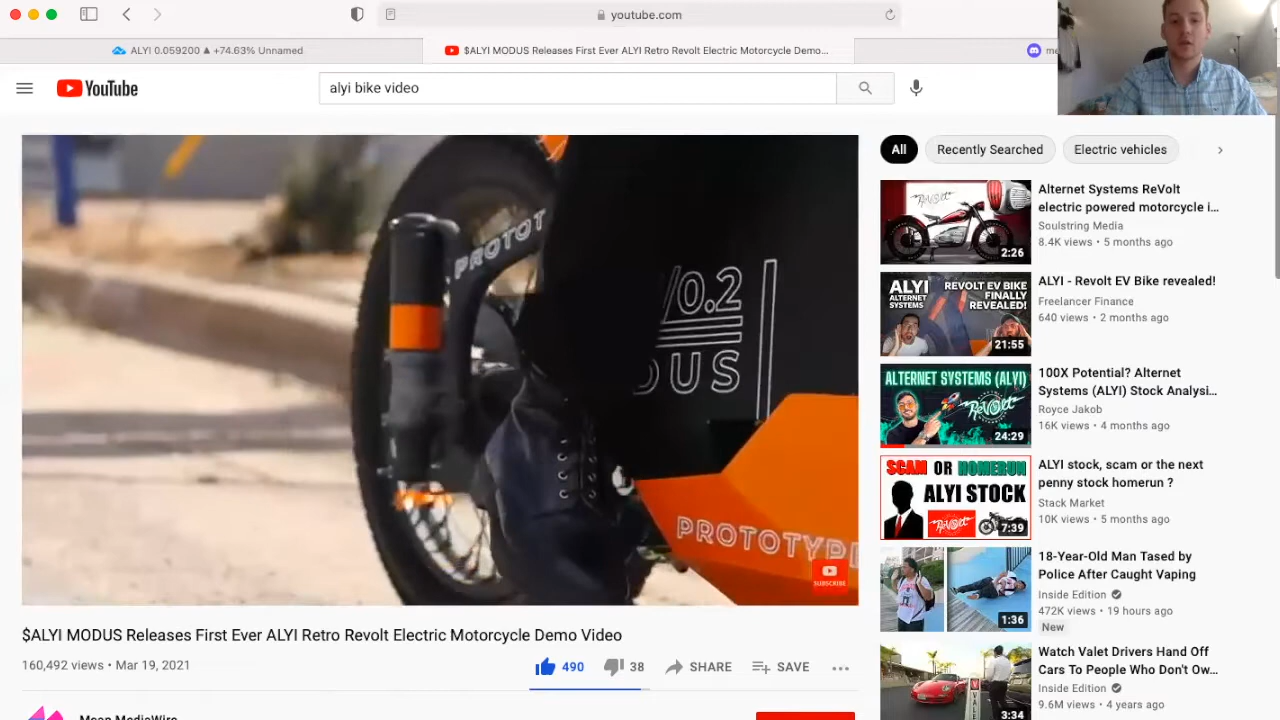 youtube.com
ALYI 0.059200 ▲ +74.63% Unnamed
$ALYI MODUS Releases First Ever ALYI Retro Revolt Electric Motorcycle Demo...
YouTube
alyi bike video
PROTOT
/0.2
DUS
PROTOTYPE
SUBSCRIBE
$ALYI MODUS Releases First Ever ALYI Retro Revolt Electric Motorcycle Demo Video
160,492 views • Mar 19, 2021
490
38
SHARE
SAVE
Mean MediaWire
All
Recently Searched
Electric vehicles
ReVolt
2:26
Alternet Systems ReVolt
electric powered motorcycle i...
Soulstring Media
8.4K views • 5 months ago
ALYI
ALTERNET
SYSTEMS
REVOLT EV BIKE
FINALLY
REVEALED!
21:55
ALYI - Revolt EV Bike revealed!
Freelancer Finance
640 views • 2 months ago
ALTERNET SYSTEMS (ALYI)
ReVolt
24:29
100X Potential? Alternet
Systems (ALYI) Stock Analysi...
Royce Jakob
16K views • 4 months ago
SCAM OR HOMERUN
ALYI STOCK
ReVolt
7:39
ALYI stock, scam or the next
penny stock homerun ?
Stack Market
10K views • 5 months ago
1:36
18-Year-Old Man Tased by
Police After Caught Vaping
Inside Edition
472K views • 19 hours ago
New
VALET
3:34
Watch Valet Drivers Hand Off
Cars To People Who Don't Ow...
Inside Edition
9.6M views • 4 years ago